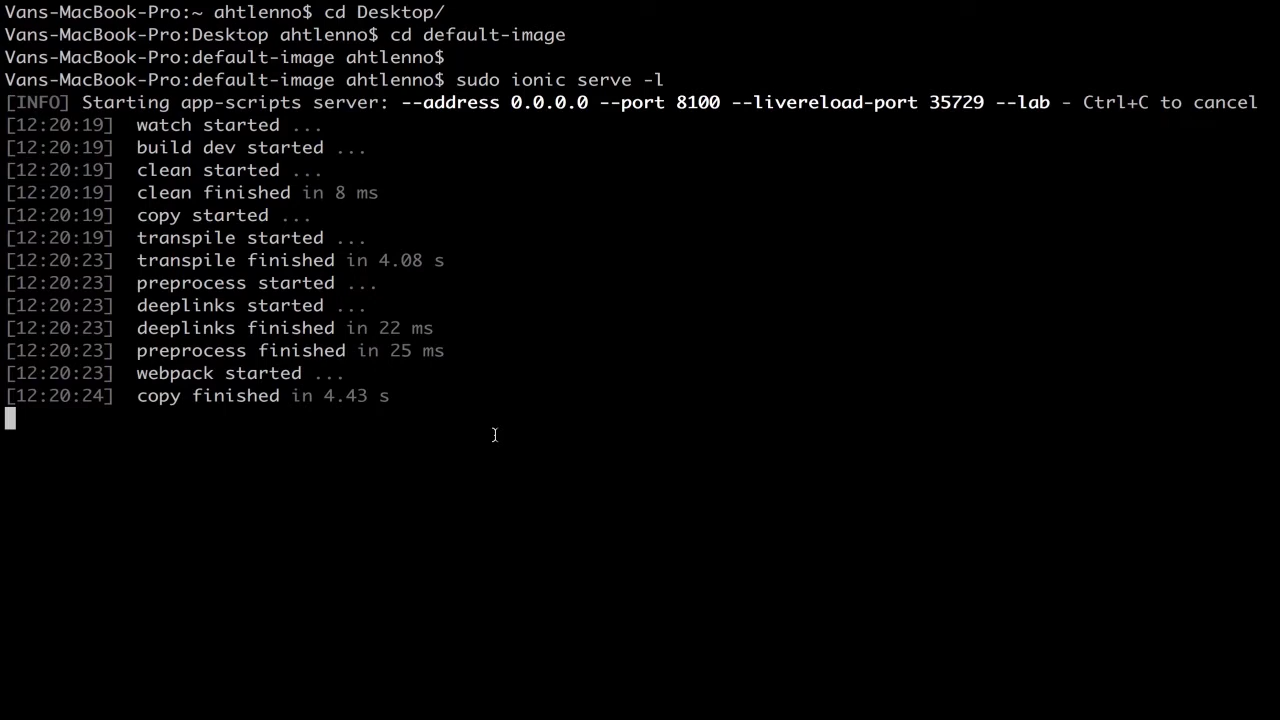 Vans-MacBook-Pro:~ ahtlenno$ cd Desktop/
Vans-MacBook-Pro:Desktop ahtlenno$ cd default-image
Vans-MacBook-Pro:default-image ahtlenno$
Vans-MacBook-Pro:default-image ahtlenno$ sudo ionic serve -l
[INFO] Starting app-scripts server: --address 0.0.0.0 --port 8100 --livereload-port 35729 --lab - Ctrl+C to cancel
[12:20:19]  watch started ...
[12:20:19]  build dev started ...
[12:20:19]  clean started ...
[12:20:19]  clean finished in 8 ms
[12:20:19]  copy started ...
[12:20:19]  transpile started ...
[12:20:23]  transpile finished in 4.08 s
[12:20:23]  preprocess started ...
[12:20:23]  deeplinks started ...
[12:20:23]  deeplinks finished in 22 ms
[12:20:23]  preprocess finished in 25 ms
[12:20:23]  webpack started ...
[12:20:24]  copy finished in 4.43 s